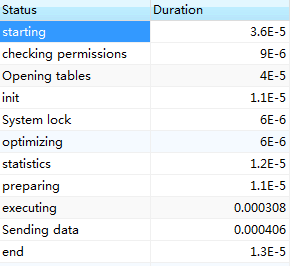 Status Duration
starting 3.6E-5
checking permissions 9E-6
Opening tables 4E-5
init 1.1E-5
System lock 6E-6
optimizing 6E-6
statistics 1.2E-5
preparing 1.1E-5
executing 0.000308
Sending data 0.000406
end 1.3E-5